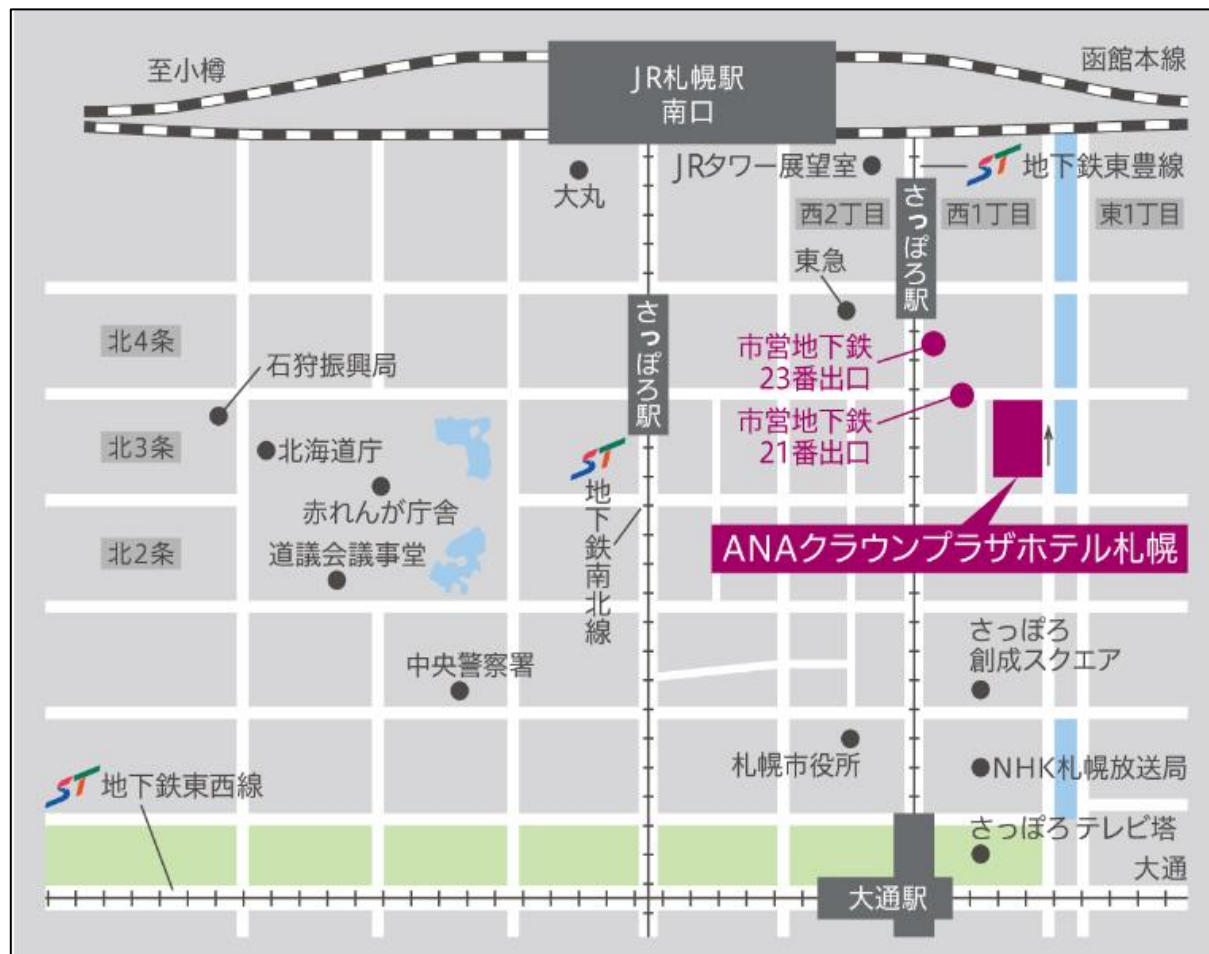 至小樽
JR札幌駅
南口
函館本線
大丸
JRタワー展望室
ST 地下鉄東豊線
西2丁目
さっぽろ駅
西1丁目
東1丁目
東急
さっぽろ駅
北4条
石狩振興局
市営地下鉄
23番出口
北3条
北海道庁
市営地下鉄
21番出口
赤れんが庁舎
ST 地下鉄南北線
北2条
道議会議事堂
ANAクラウンプラザホテル札幌
中央警察署
さっぽろ
創成スクエア
札幌市役所
NHK札幌放送局
ST 地下鉄東西線
さっぽろテレビ塔
大通
大通駅